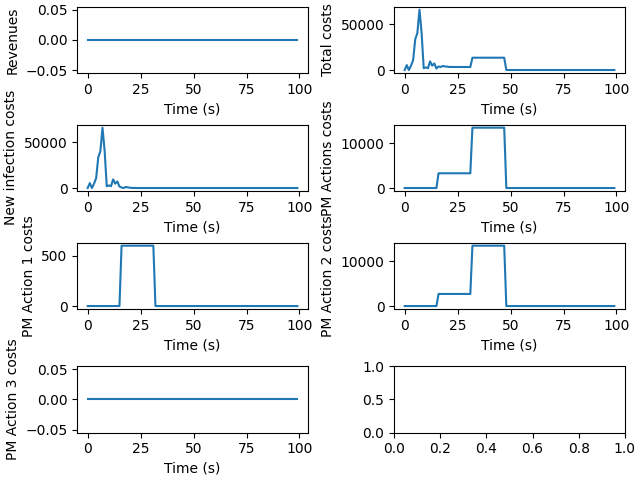 Revenues
0.05
0.00
−0.05
0 25 50 75 100
Time (s)
Total costs
50000
0
0 25 50 75 100
Time (s)
New infection costs
50000
0
0 25 50 75 100
Time (s)
PM Actions costs
10000
0
0 25 50 75 100
Time (s)
PM Action 1 costs
500
0
0 25 50 75 100
Time (s)
PM Action 2 costs
10000
0
0 25 50 75 100
Time (s)
PM Action 3 costs
0.05
0.00
−0.05
0 25 50 75 100
Time (s)
1.0
0.5
0.0
0.0 0.2 0.4 0.6 0.8 1.0